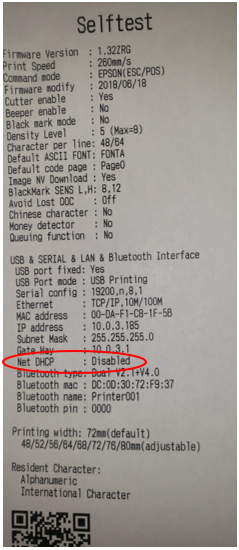 Selftest
Firmware Version : 1.32ZRG
Print Speed : 260mm/s
Command mode : EPSON(ESC/POS)
Firmware modify : 2018/06/18
Cutter enable : Yes
Beeper enable : No
Black mark mode : No
Density Level : 5 (Max=8)
Character per line: 48/64
Default ASCII FONT: FONTA
Default code page : Page0
Image NV Download : Yes
BlackMark SENS L,H: 8,12
Avoid Lost DOC : Off
Chinese character : No
Money detector : No
Queuing function : No
USB & SERIAL & LAN & Bluetooth Interface
USB port fixed: Yes
USB Port mode : USB Printing
Serial config : 19200,n,8,1
Ethernet : TCP/IP,10M/100M
MAC address : 00-DA-F1-C8-1F-5B
IP address : 10.0.3.185
Subnet Mask : 255.255.255.0
Gate Way : 10.0.3.1
Net DHCP : Disabled
Bluetooth type: Dual V2.1+V4.0
Bluetooth mac : DC:0D:30:72:F9:37
Bluetooth name: Printer001
Bluetooth pin : 0000
Printing width: 72mm(default)
48/52/56/64/68/72/76/80mm(adjustable)
Resident Character:
Alphanumeric
International Character